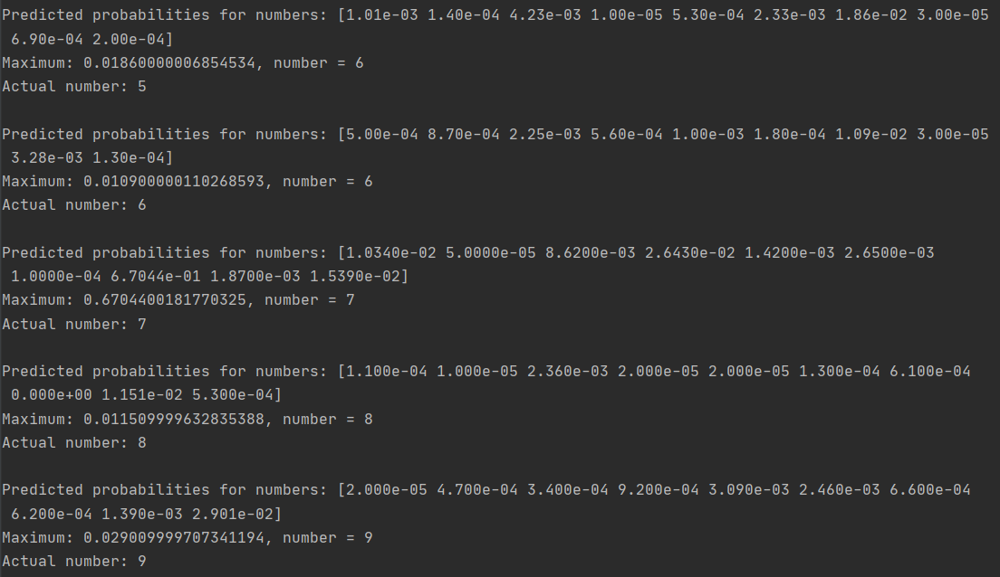 Predicted probabilities for numbers: [1.01e-03 1.40e-04 4.23e-03 1.00e-05 5.30e-04 2.33e-03 1.86e-02 3.00e-05
6.90e-04 2.00e-04]
Maximum: 0.01860000006854534, number = 6
Actual number: 5
Predicted probabilities for numbers: [5.00e-04 8.70e-04 2.25e-03 5.60e-04 1.00e-03 1.80e-04 1.09e-02 3.00e-05
3.28e-03 1.30e-04]
Maximum: 0.010900000110268593, number = 6
Actual number: 6
Predicted probabilities for numbers: [1.0340e-02 5.0000e-05 8.6200e-03 2.6430e-02 1.4200e-03 2.6500e-03
1.0000e-04 6.7044e-01 1.8700e-03 1.5390e-02]
Maximum: 0.6704400181770325, number = 7
Actual number: 7
Predicted probabilities for numbers: [1.100e-04 1.000e-05 2.360e-03 2.000e-05 2.000e-05 1.300e-04 6.100e-04
0.000e+00 1.151e-02 5.300e-04]
Maximum: 0.011509999632835388, number = 8
Actual number: 8
Predicted probabilities for numbers: [2.000e-05 4.700e-04 3.400e-04 9.200e-04 3.090e-03 2.460e-03 6.600e-04
6.200e-04 1.390e-03 2.901e-02]
Maximum: 0.029009999707341194, number = 9
Actual number: 9